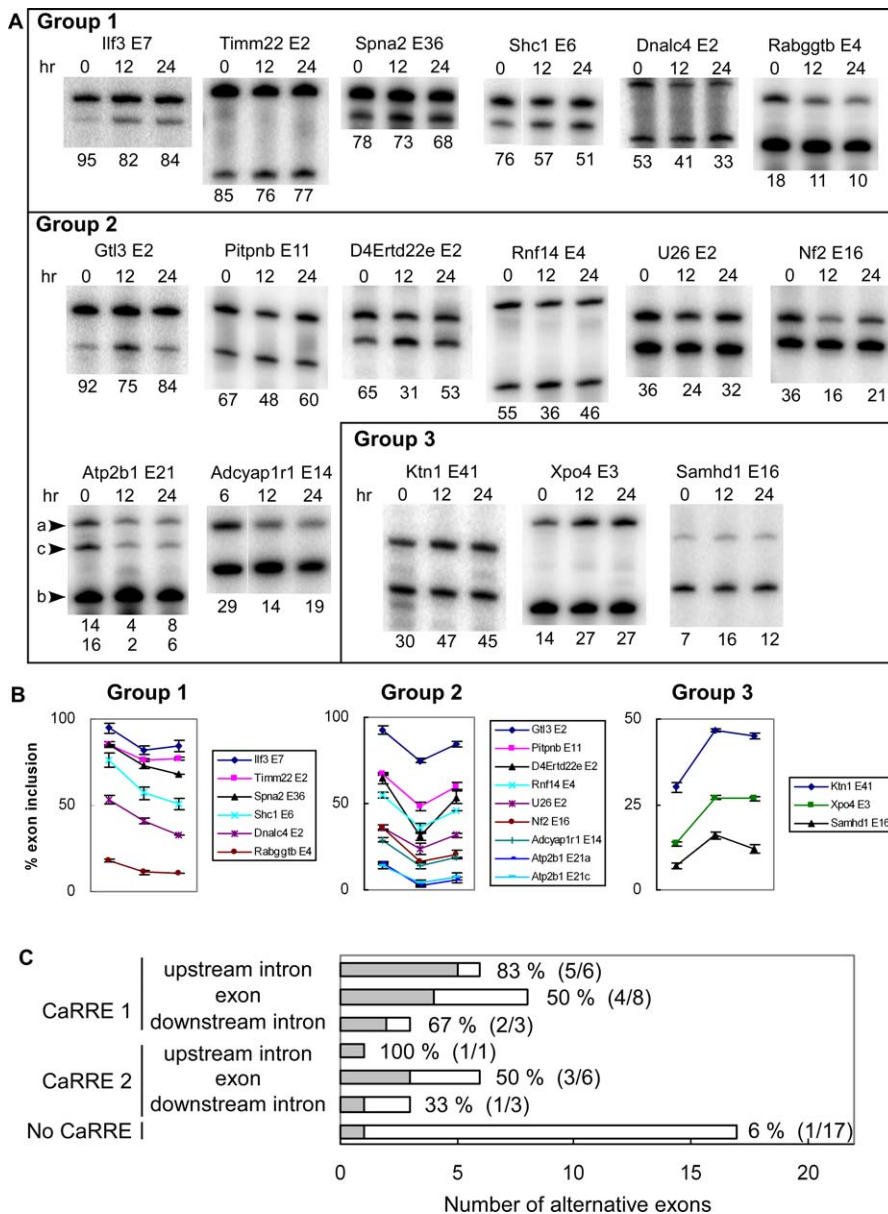 A
Group 1
Ilf3 E7 Timm22 E2 Spna2 E36 Shc1 E6 Dnalc4 E2 Rabggtb E4
hr 0 12 24 0 12 24 0 12 24 0 12 24 0 12 24 0 12 24
95 82 84 85 76 77 78 73 68 76 57 51 53 41 33 18 11 10
Group 2
Gtl3 E2 Pitpnb E11 D4Ertd22e E2 Rnf14 E4 U26 E2 Nf2 E16
hr 0 12 24 0 12 24 0 12 24 0 12 24 0 12 24 0 12 24
92 75 84 67 48 60 65 31 53 55 36 46 36 24 32 36 16 21
Atp2b1 E21 Adcyap1r1 E14
hr 0 12 24 6 12 24
a
c
b
14 4 8 29 14 19
16 2 6
Group 3
Ktn1 E41 Xpo4 E3 Samhd1 E16
hr 0 12 24 0 12 24 0 12 24
30 47 45 14 27 27 7 16 12
B
Group 1 Group 2 Group 3
% exon inclusion
100
50
0
Ilf3 E7
Timm22 E2
Spna2 E36
Shc1 E6
Dnalc4 E2
Rabggtb E4
100
50
0
Gtl3 E2
Pitpnb E11
D4Ertd22e E2
Rnf14 E4
U26 E2
Nf2 E16
Adcyap1r1 E14
Atp2b1 E21a
Atp2b1 E21c
50
25
0
Ktn1 E41
Xpo4 E3
Samhd1 E16
C
CaRRE 1
upstream intron 83 % (5/6)
exon 50 % (4/8)
downstream intron 67 % (2/3)
CaRRE 2
upstream intron 100 % (1/1)
exon 50 % (3/6)
downstream intron 33 % (1/3)
No CaRRE 6 % (1/17)
0 5 10 15 20
Number of alternative exons